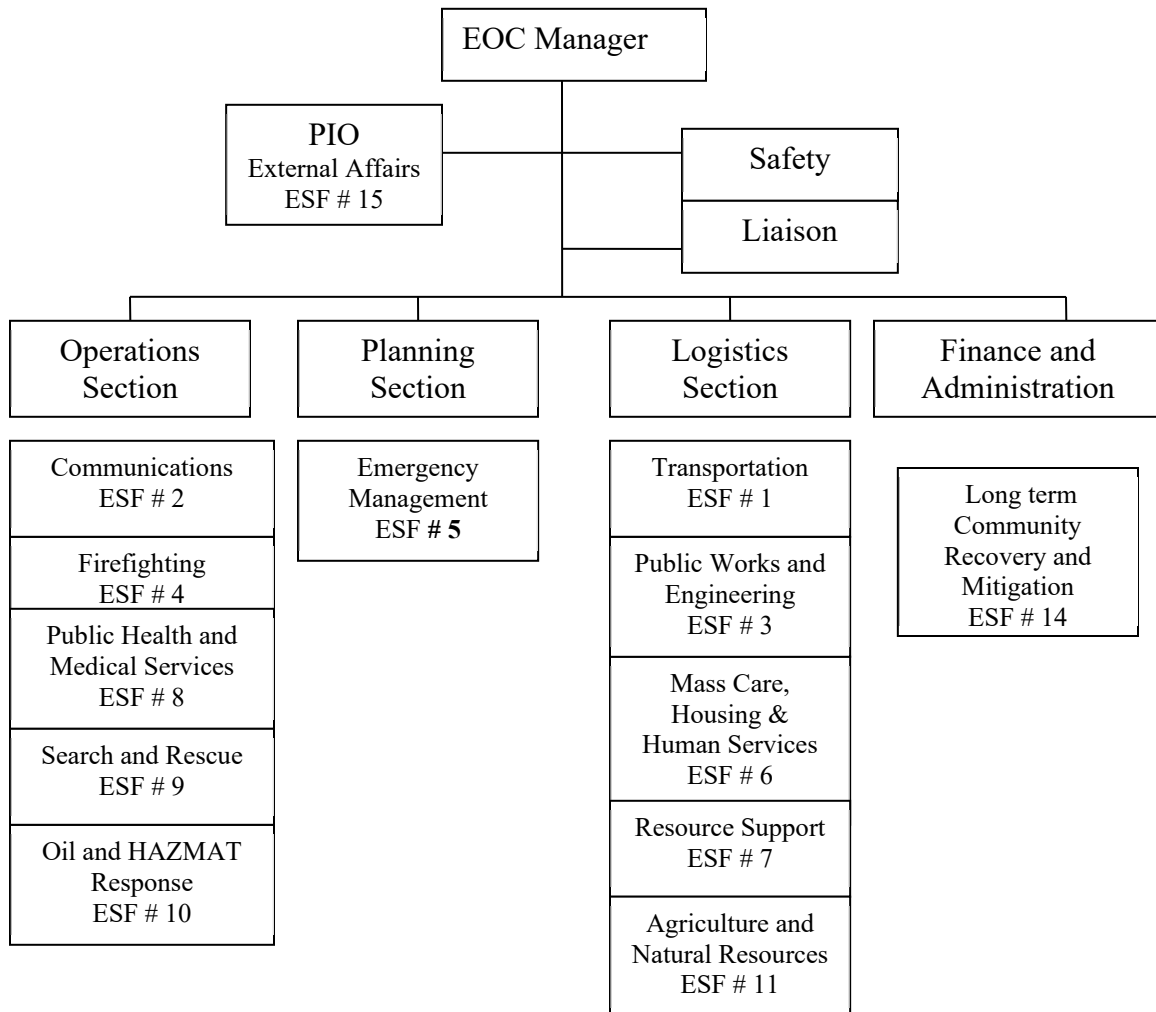 EOC Manager
PIO
External Affairs
ESF # 15
Safety
Liaison
Operations
Section
Planning
Section
Logistics
Section
Finance and
Administration
Communications
ESF # 2
Firefighting
ESF # 4
Public Health and
Medical Services
ESF # 8
Search and Rescue
ESF # 9
Oil and HAZMAT
Response
ESF # 10
Emergency
Management
ESF # 5
Transportation
ESF # 1
Public Works and
Engineering
ESF # 3
Mass Care,
Housing &
Human Services
ESF # 6
Resource Support
ESF # 7
Agriculture and
Natural Resources
ESF # 11
Long term
Community
Recovery and
Mitigation
ESF # 14